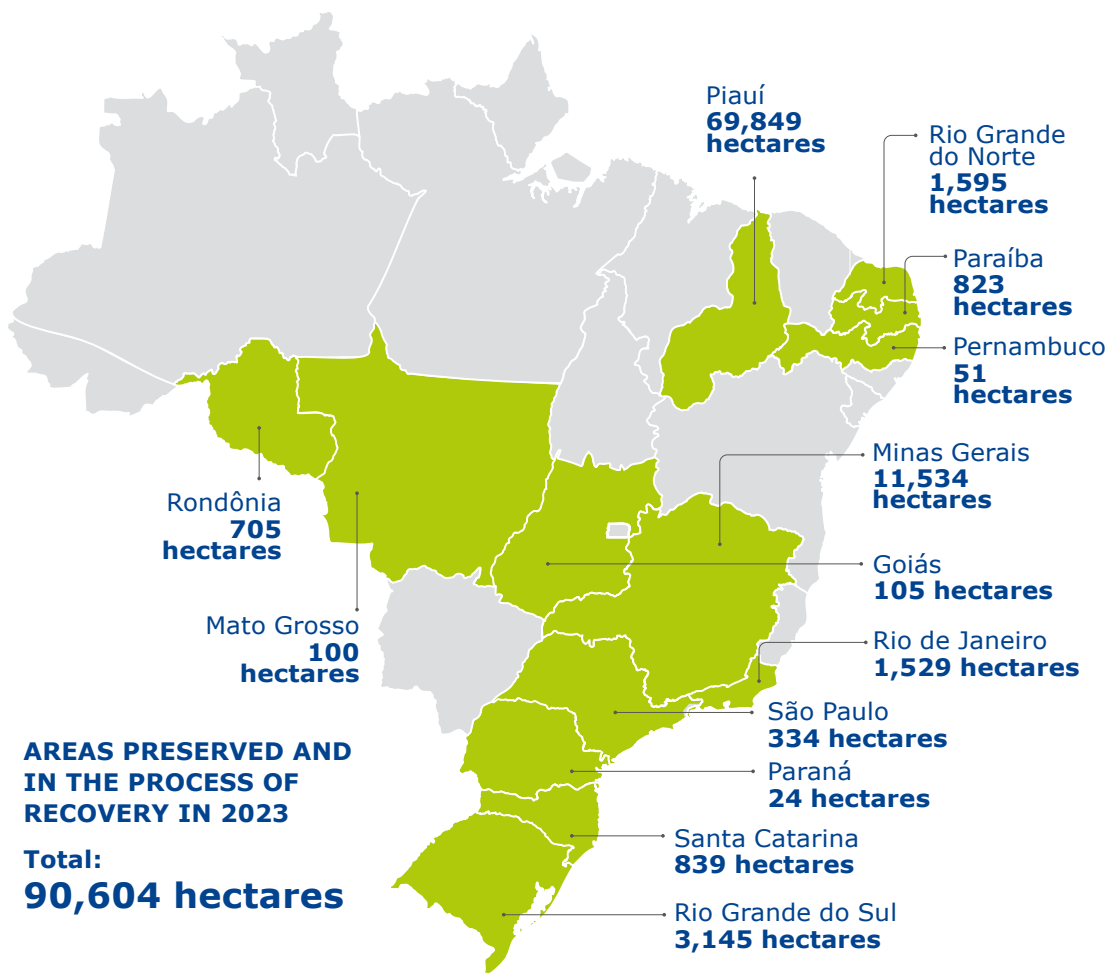 Piauí
69,849
hectares
Rio Grande
do Norte
1,595
hectares
Paraíba
823
hectares
Pernambuco
51
hectares
Minas Gerais
11,534
hectares
Rondônia
705
hectares
Goiás
105 hectares
Mato Grosso
100
hectares
Rio de Janeiro
1,529 hectares
São Paulo
334 hectares
Paraná
24 hectares
Santa Catarina
839 hectares
Rio Grande do Sul
3,145 hectares
AREAS PRESERVED AND
IN THE PROCESS OF
RECOVERY IN 2023
Total:
90,604 hectares